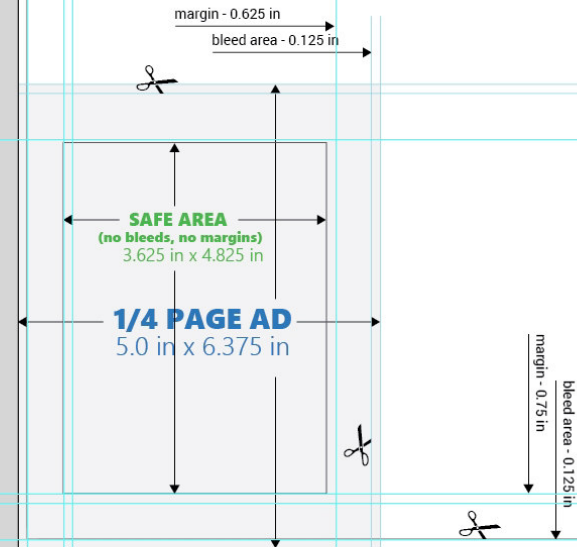 margin - 0.625 in
bleed area - 0.125 in
SAFE AREA
(no bleeds, no margins)
3.625 in x 4.825 in
1/4 PAGE AD
5.0 in x 6.375 in
margin - 0.75 in
bleed area - 0.125 in